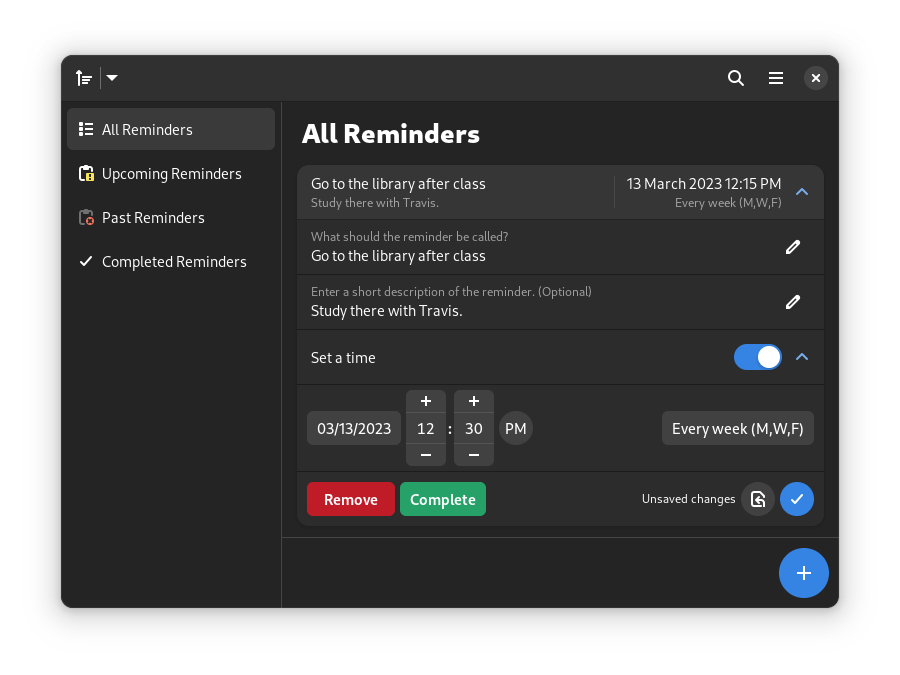 All Reminders
Upcoming Reminders
Past Reminders
Completed Reminders
All Reminders
Go to the library after class
Study there with Travis.
13 March 2023 12:15 PM
Every week (M,W,F)
What should the reminder be called?
Go to the library after class
Enter a short description of the reminder. (Optional)
Study there with Travis.
Set a time
03/13/2023 12 : 30 PM Every week (M,W,F)
Remove Complete Unsaved changes